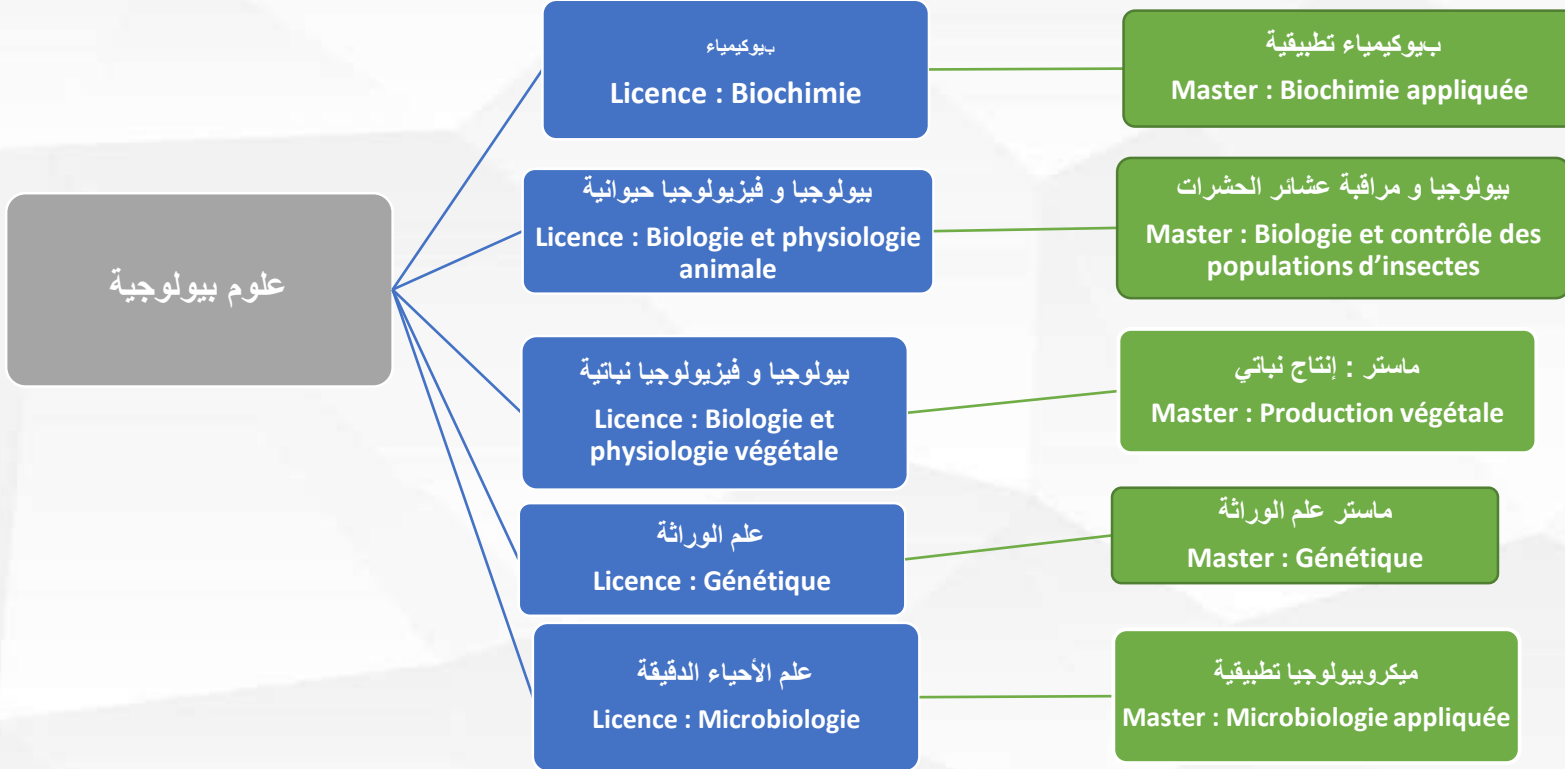 علوم بيولوجية
بيوكيمياء
Licence : Biochimie
بيوكيمياء تطبيقية
Master : Biochimie appliquée
بيولوجيا و فيزيولوجيا حيوانية
Licence : Biologie et physiologie
animale
بيولوجيا و مراقبة عشائر الحشرات
Master : Biologie et contrôle des
populations d’insectes
بيولوجيا و فيزيولوجيا نباتية
Licence : Biologie et
physiologie végétale
ماستر : إنتاج نباتي
Master : Production végétale
علم الوراثة
Licence : Génétique
ماستر علم الوراثة
Master : Génétique
علم الأحياء الدقيقة
Licence : Microbiologie
ميكروبيولوجيا تطبيقية
Master : Microbiologie appliquée